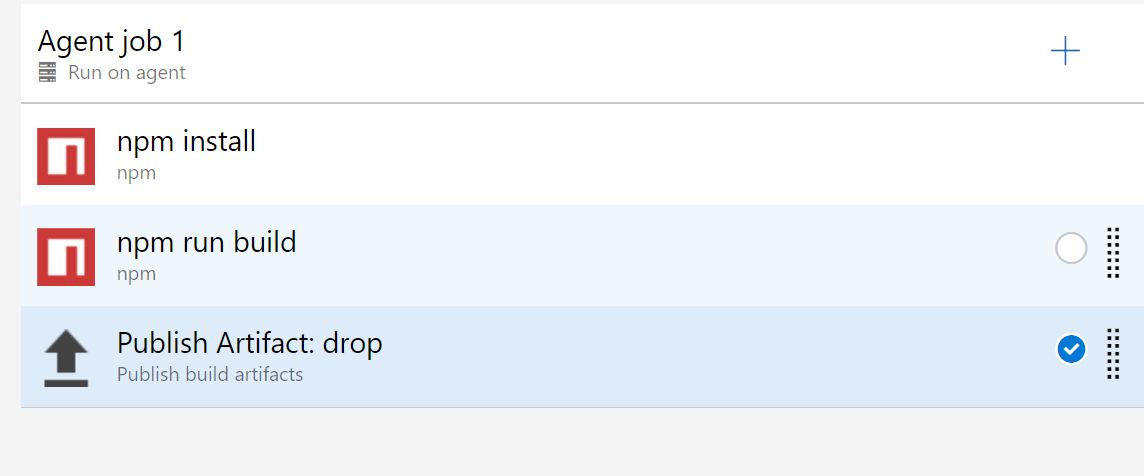 Agent job 1
Run on agent
npm install
npm
npm run build
npm
Publish Artifact: drop
Publish build artifacts